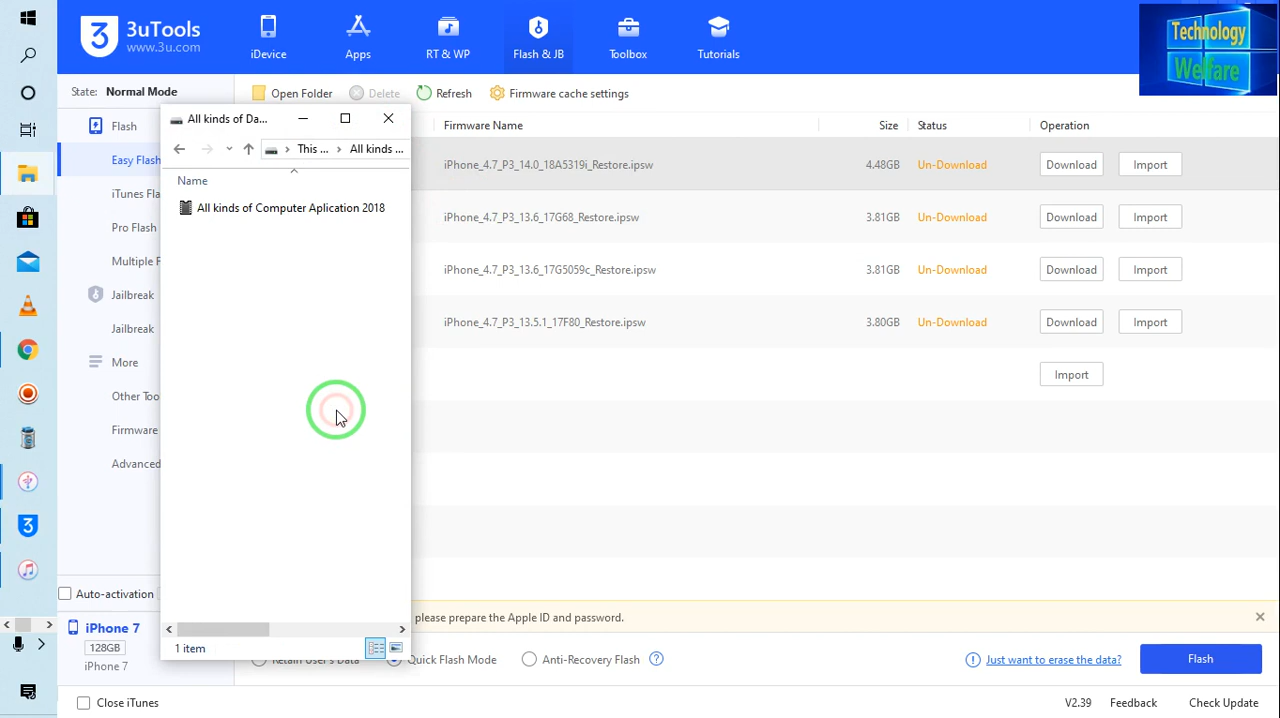 3uTools
www.3u.com
iDevice
Apps
RT & WP
Flash & JB
Toolbox
Tutorials
Technology
Welfare
State: Normal Mode
Open Folder
Delete
Refresh
Firmware cache settings
Flash
Easy Flash
iTunes Fla
Pro Flash
Multiple F
Jailbreak
Jailbreak
More
Other Too
Firmware
Advanced
Auto-activation
iPhone 7
128GB
iPhone 7
Close iTunes
All kinds of Da...
This ... All kinds ...
Name
All kinds of Computer Aplication 2018
1 item
Firmware Name Size Status Operation
iPhone_4.7_P3_14.0_18A5319i_Restore.ipsw 4.48GB Un-Download Download Import
iPhone_4.7_P3_13.6_17G68_Restore.ipsw 3.81GB Un-Download Download Import
iPhone_4.7_P3_13.6_17G5059c_Restore.ipsw 3.81GB Un-Download Download Import
iPhone_4.7_P3_13.5.1_17F80_Restore.ipsw 3.80GB Un-Download Download Import
Import
please prepare the Apple ID and password.
Retain User's Data Quick Flash Mode Anti-Recovery Flash Just want to erase the data? Flash
V2.39 Feedback Check Update